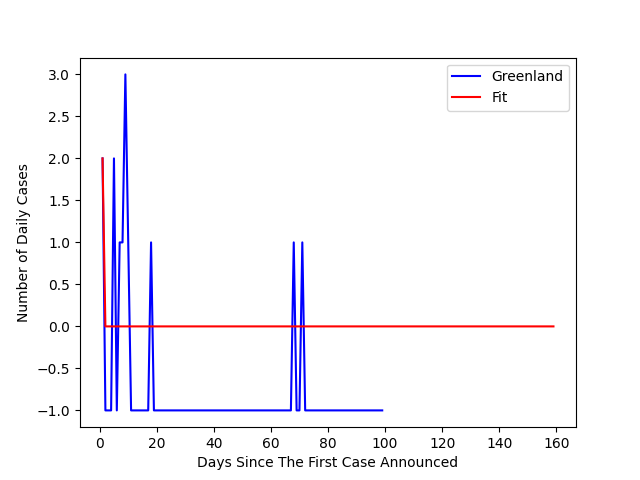 Greenland
Fit
3.0
2.5
2.0
1.5
1.0
0.5
0.0
−0.5
−1.0
Number of Daily Cases
0 20 40 60 80 100 120 140 160
Days Since The First Case Announced